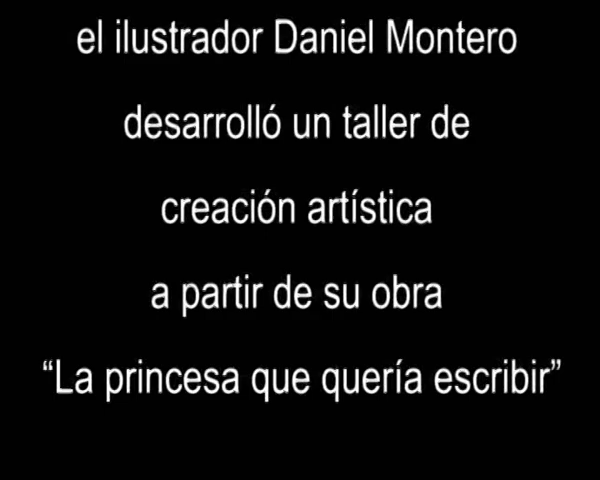 el ilustrador Daniel Montero
desarrolló un taller de
creación artística
a partir de su obra
“La princesa que quería escribir”